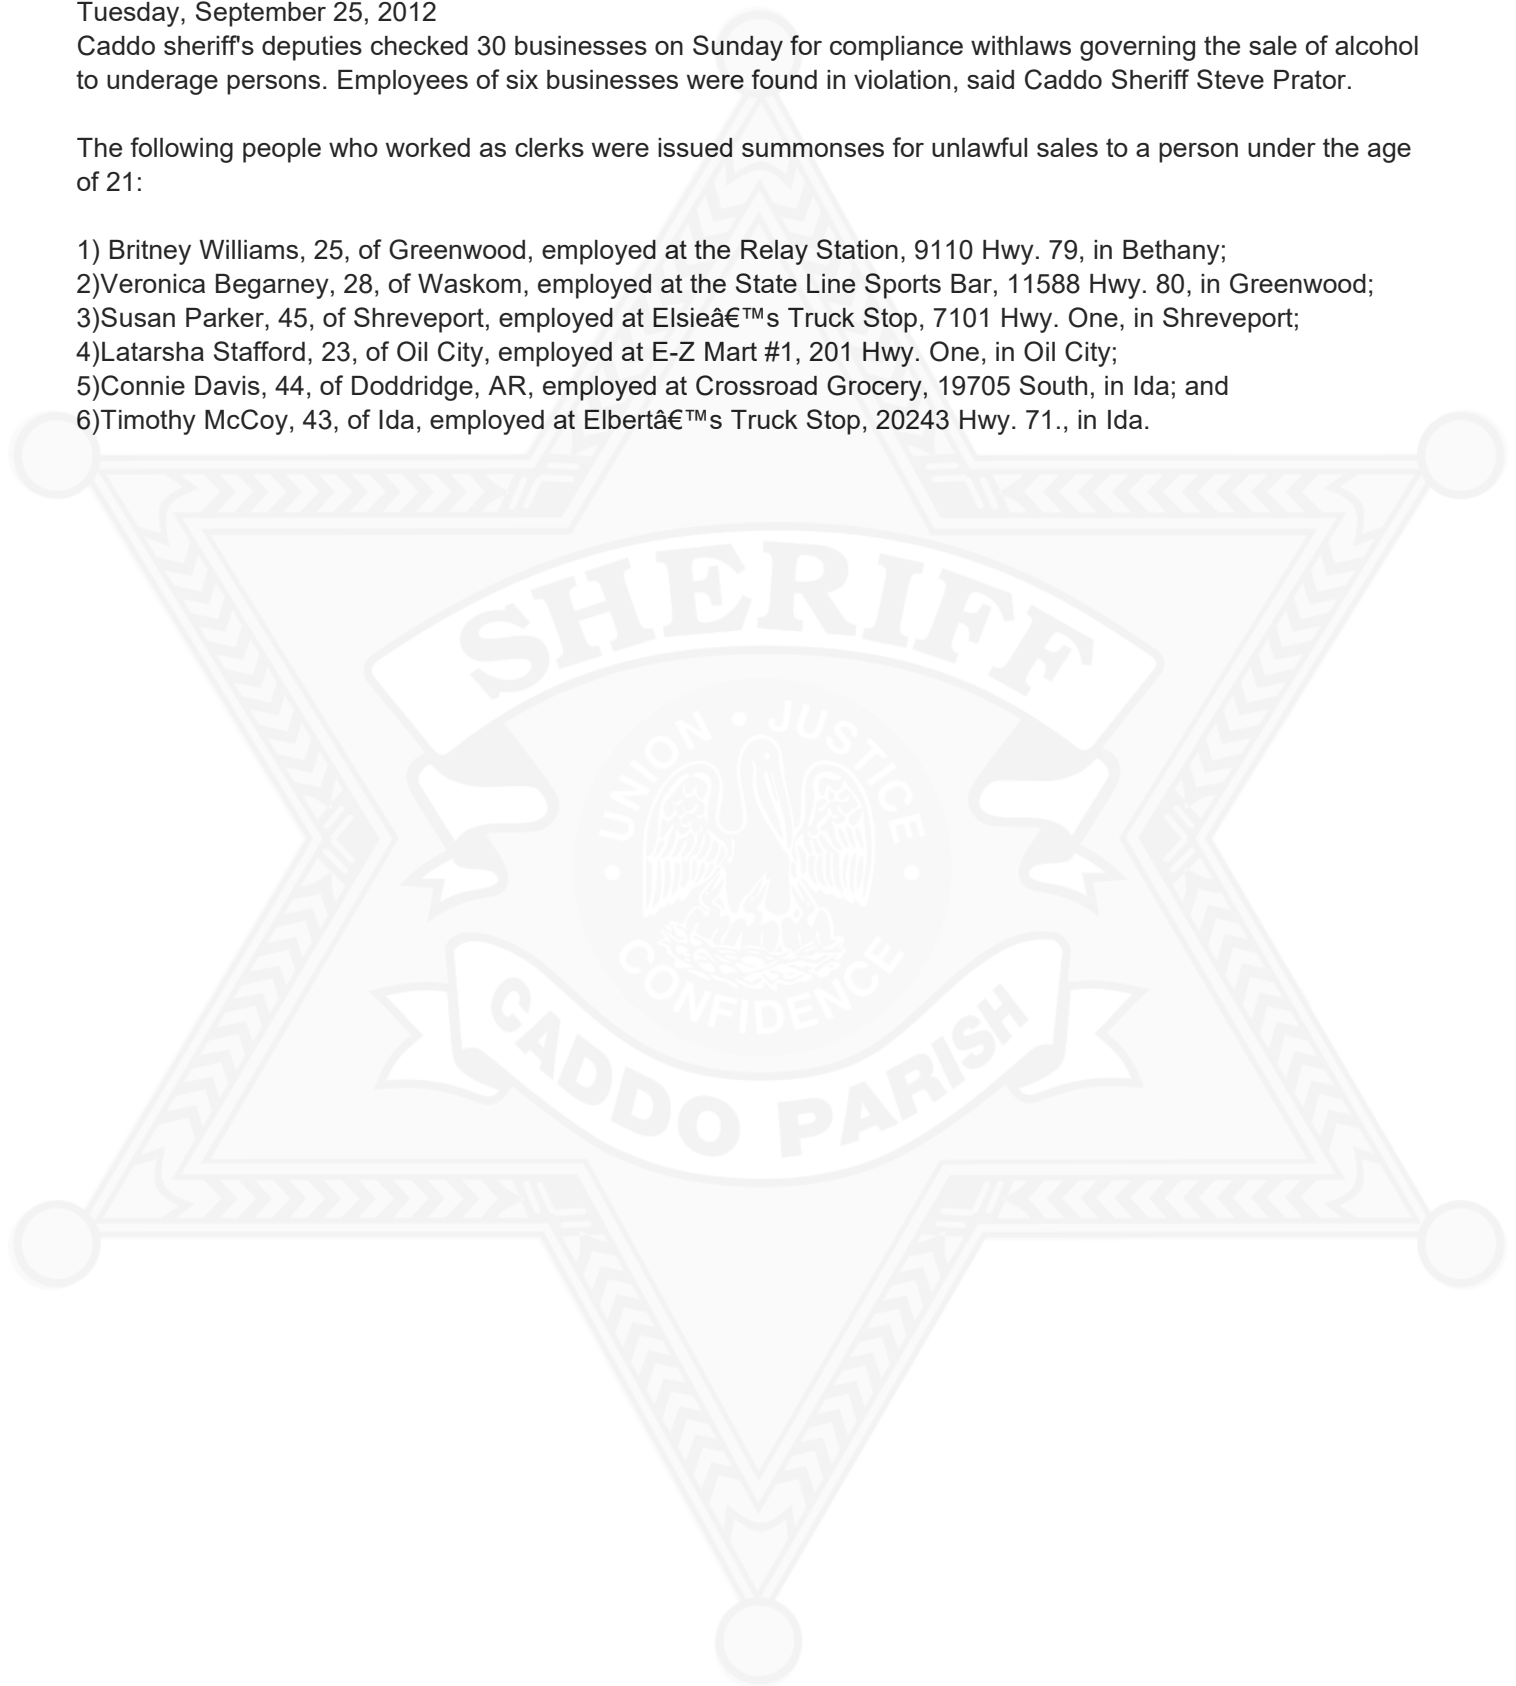 Tuesday, September 25, 2012
Caddo sheriff's deputies checked 30 businesses on Sunday for compliance withlaws governing the sale of alcohol
to underage persons. Employees of six businesses were found in violation, said Caddo Sheriff Steve Prator.
The following people who worked as clerks were issued summonses for unlawful sales to a person under the age
of 21:
1) Britney Williams, 25, of Greenwood, employed at the Relay Station, 9110 Hwy. 79, in Bethany;
2)Veronica Begarney, 28, of Waskom, employed at the State Line Sports Bar, 11588 Hwy. 80, in Greenwood;
3)Susan Parker, 45, of Shreveport, employed at Elsieâ€™s Truck Stop, 7101 Hwy. One, in Shreveport;
4)Latarsha Stafford, 23, of Oil City, employed at E-Z Mart #1, 201 Hwy. One, in Oil City;
5)Connie Davis, 44, of Doddridge, AR, employed at Crossroad Grocery, 19705 South, in Ida; and
6)Timothy McCoy, 43, of Ida, employed at Elbertâ€™s Truck Stop, 20243 Hwy. 71., in Ida.
SHERIFF
UNION • JUSTICE
• CONFIDENCE •
CADDO PARISH